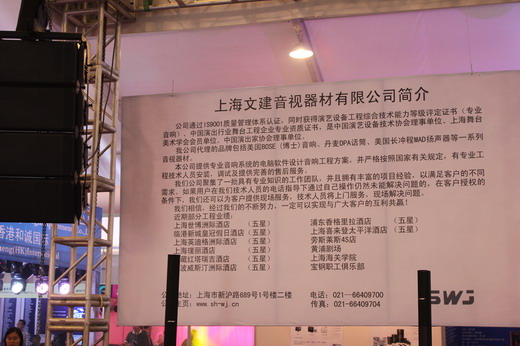 上海文建音视器材有限公司简介
公司通过IS9001质量管理体系认证，同时获得演艺设备工程综合技术能力等级评定证书（专业
音响）、中国演出行业舞台工程企业专业资质证书，是中国演艺设备技术协会理事单位、上海舞台
美术学会会员单位、中国演出家协会理事单位。
我公司代理的品牌包括美国BOSE（博士）音响、丹麦DPA话筒、美国长冲程MAD扬声器等一系列
音视器材。
本公司提供专业音响系统的电脑软件设计音响工程方案，并严格按照国家有关规定，有专业工
程技术人员安装、调试及提供完善的售后服务。
我们公司聚集了一批具有专业知识的工作团队，并且拥有丰富的项目经验，以满足客户的不同
需求。如果用户在我们技术人员的电话指导下通过自己操作仍然未能解决问题的，在客户授权的
条件下，我们还可以为客户提供现场服务，技术人员将上门服务，现场解决问题。
我们相信，经过我们的不断努力，一定可以实现与广大客户的互利共赢！
近期部分工程业绩：
上海世博洲际酒店 （五星） 浦东香格里拉酒店 （五星）
临港新城皇冠假日酒店（五星） 上海喜来登太平洋酒店（五星）
上海英迪格洲际酒店 （五星） 劳斯莱斯4S店
上海璞丽酒店 （五星） 黄浦剧场
藏红塔瑞吉酒店 （五星） 上海海关学院
波威斯汀酒店 （五星） 宝钢职工俱乐部
地址：上海市新沪路689号1号楼二楼 电话：021—66409700
主页：www.sh-wj.cn 传真：021—66409704
SWJ
香港和诚国